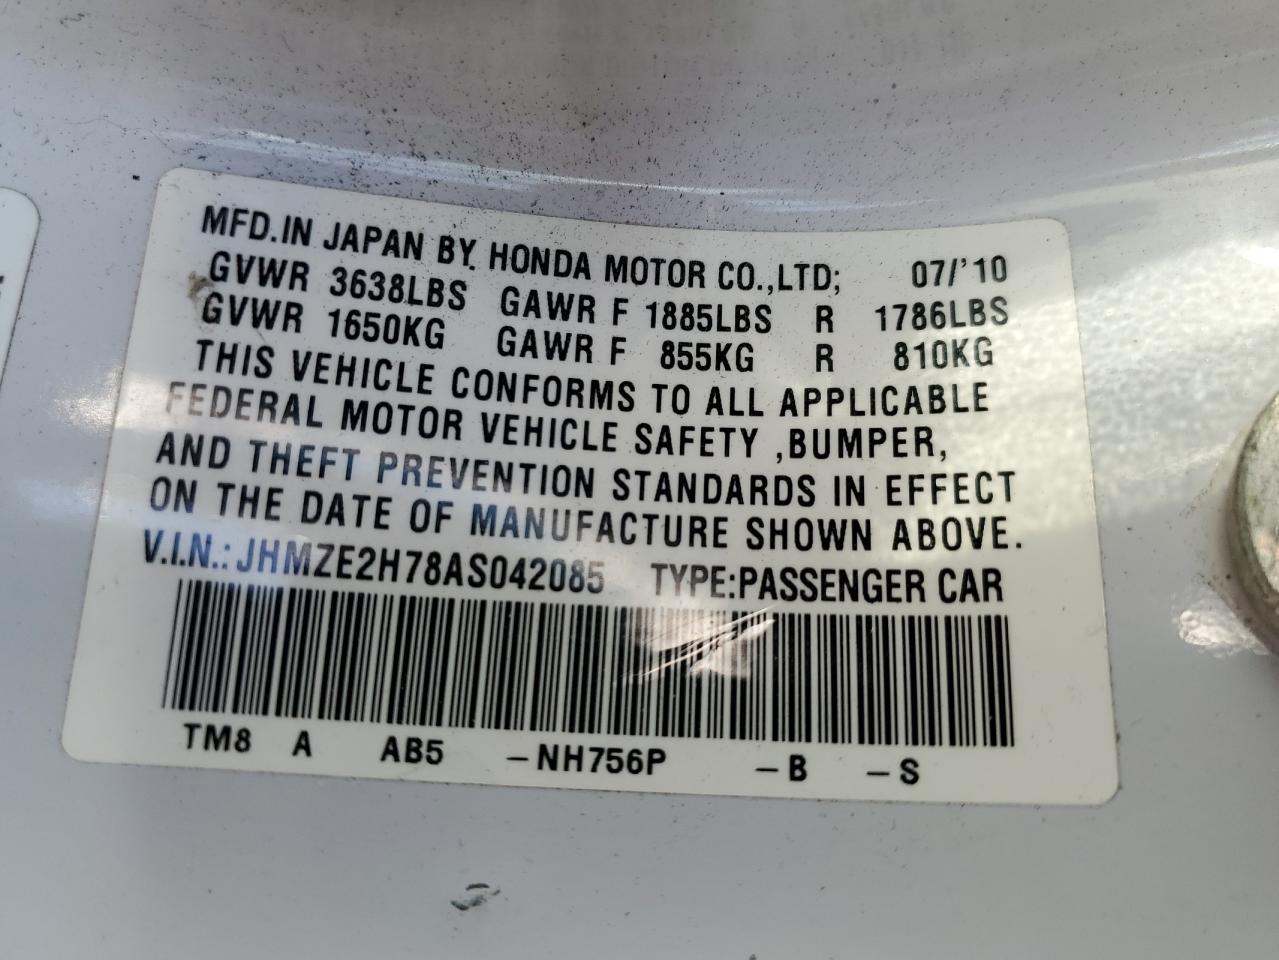 MFD.IN JAPAN BY HONDA MOTOR CO.,LTD; 07/'10
GVWR 3638LBS GAWR F 1885LBS R 1786LBS
GVWR 1650KG GAWR F 855KG R 810KG
THIS VEHICLE CONFORMS TO ALL APPLICABLE
FEDERAL MOTOR VEHICLE SAFETY ,BUMPER,
AND THEFT PREVENTION STANDARDS IN EFFECT
ON THE DATE OF MANUFACTURE SHOWN ABOVE.
V.I.N.: JHMZE2H78AS042085 TYPE:PASSENGER CAR
TM8 A AB5 -NH756P -B -S